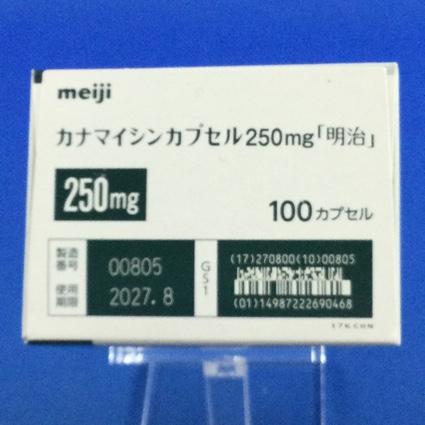 meiji
カナマイシンカプセル250mg「明治」
250mg
100カプセル
製造番号 00805
使用期限 2027.8
GS1
(17)270800(10)00805
(01)14987222690468